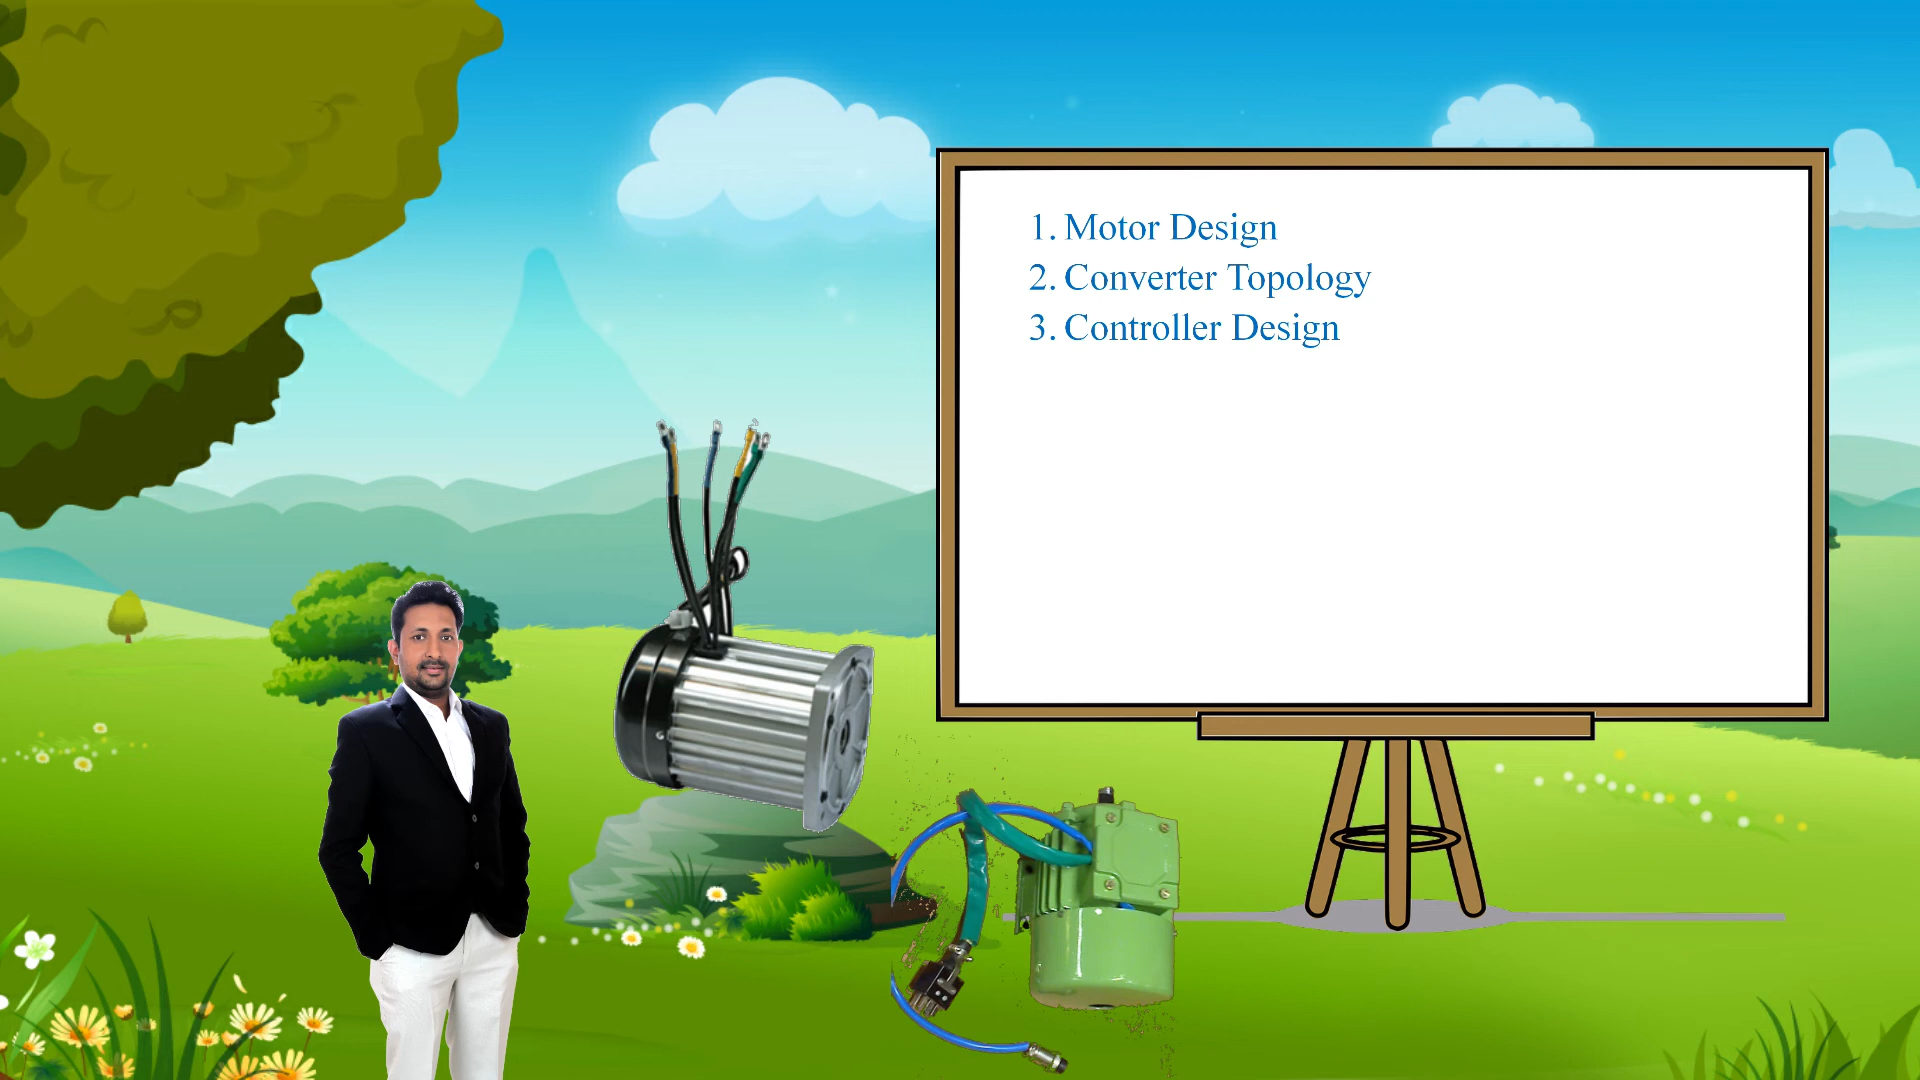 1. Motor Design
2. Converter Topology
3. Controller Design